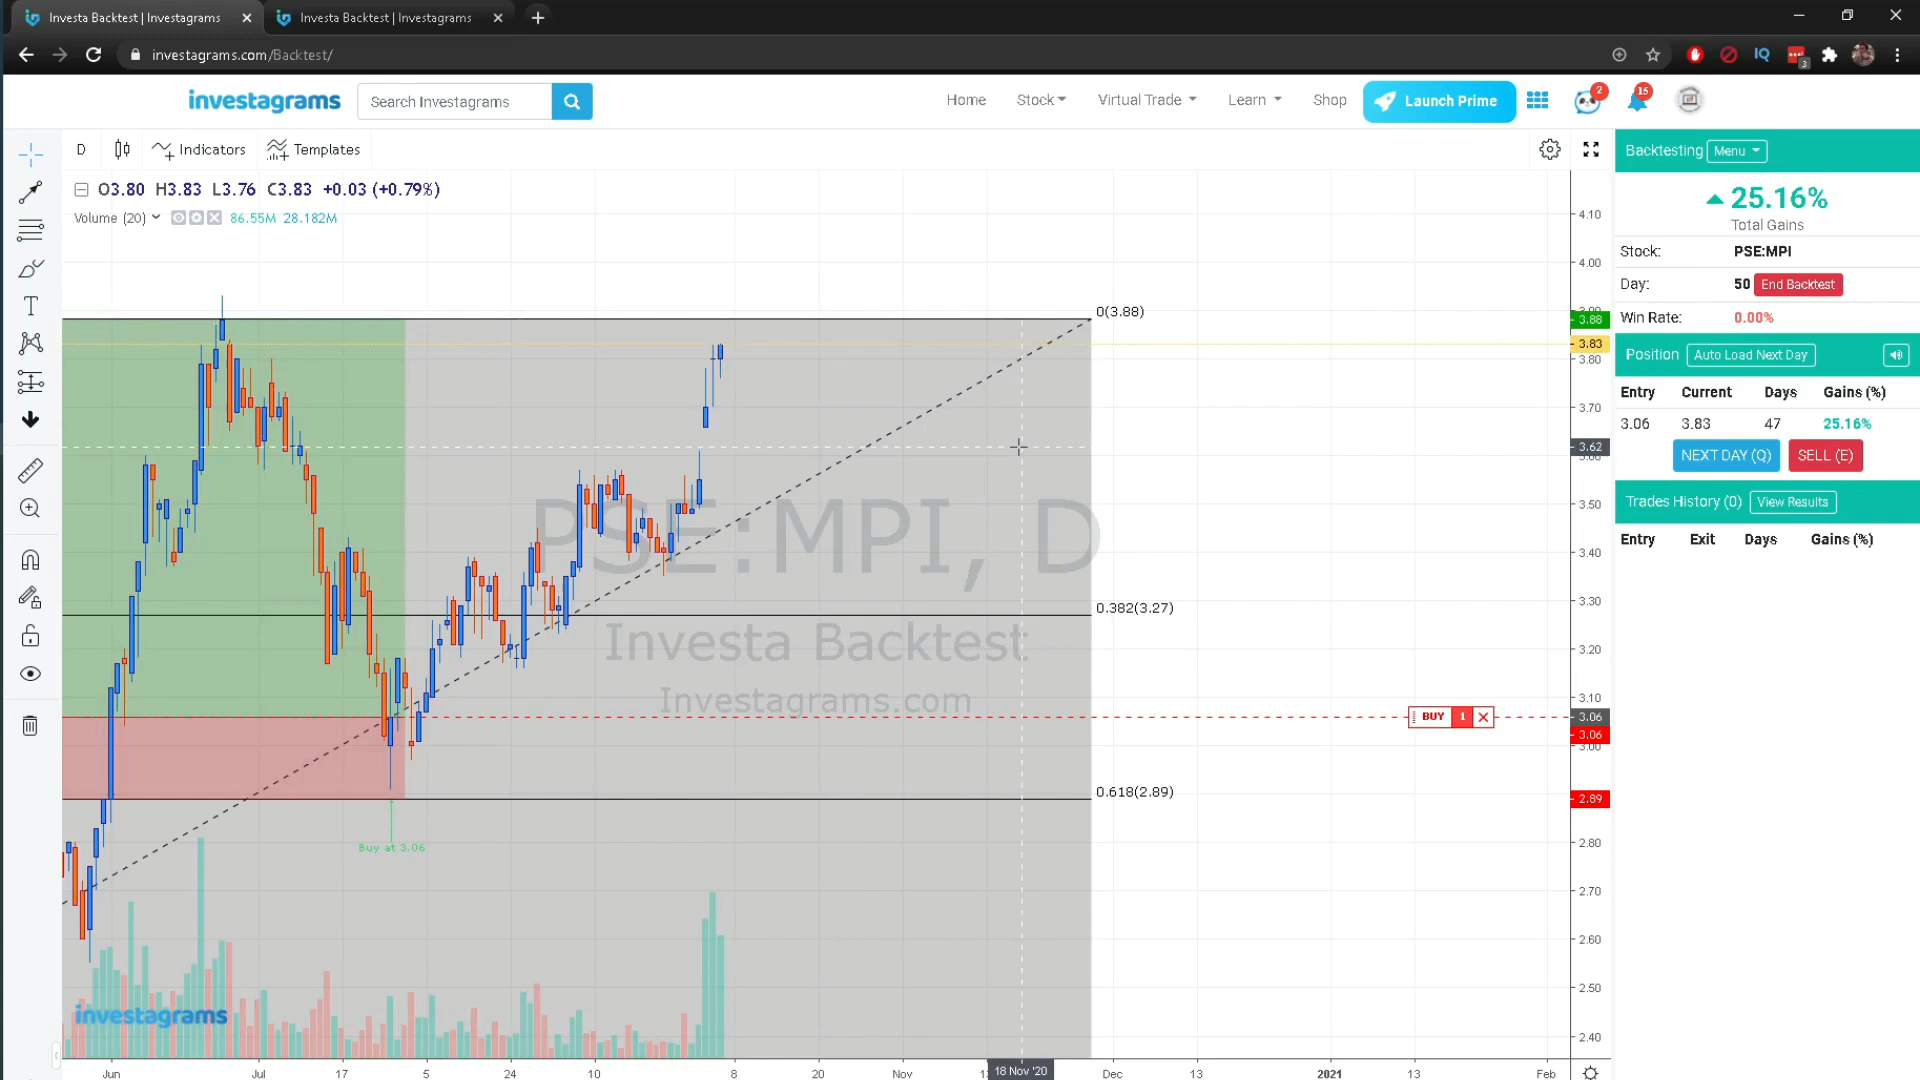 Investa Backtest | Investagrams
Investa Backtest | Investagrams
investagrams.com/Backtest/
IQ
3
investagrams
Search Investagrams
Home
Stock
Virtual Trade
Learn
Shop
Launch Prime
2
15
D
Indicators
Templates
O3.80 H3.83 L3.76 C3.83 +0.03 (+0.79%)
Volume (20)
86.55M 28.182M
PSE:MPI, D
Investa Backtest
Investagrams.com
0(3.88)
0.382(3.27)
0.618(2.89)
Buy at 3.06
BUY 1
investagrams
4.10
4.00
3.88
3.83
3.80
3.70
3.62
3.50
3.40
3.30
3.20
3.10
3.06
3.06
3.00
2.89
2.80
2.70
2.60
2.50
2.40
Jun
Jul
17
5
24
10
8
20
Nov
18 Nov '20
Dec
13
2021
13
Feb
Backtesting Menu
25.16%
Total Gains
Stock: PSE:MPI
Day: 50 End Backtest
Win Rate: 0.00%
Position Auto Load Next Day
Entry Current Days Gains (%)
3.06 3.83 47 25.16%
NEXT DAY (Q) SELL (E)
Trades History (0) View Results
Entry Exit Days Gains (%)